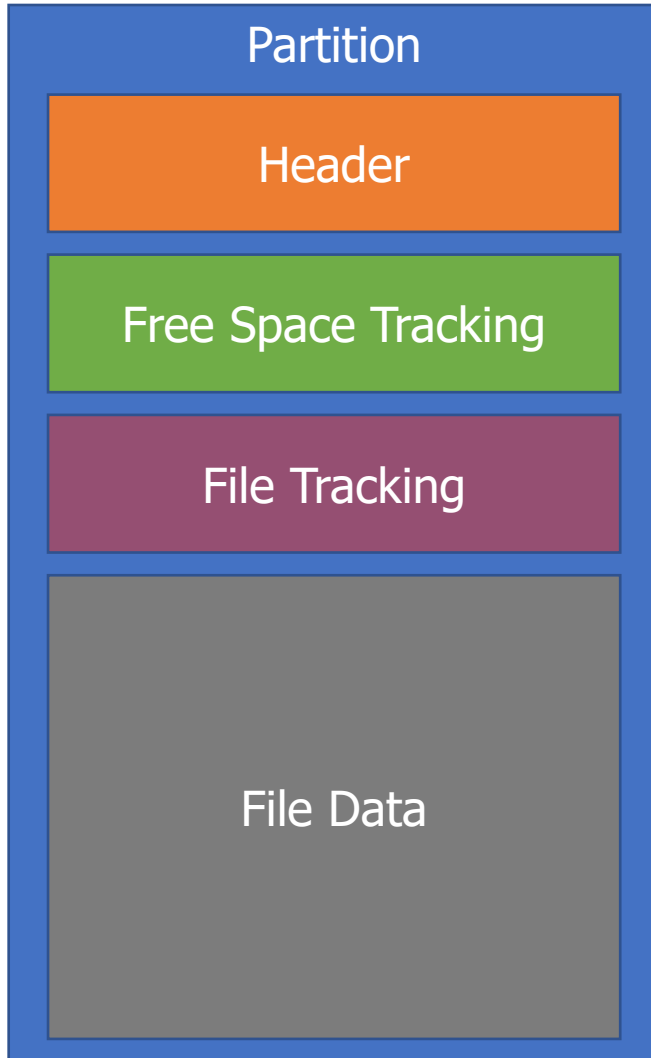 Partition
Header
Free Space Tracking
File Tracking
File Data